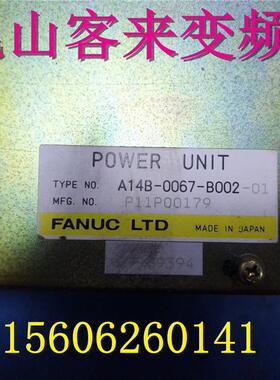 山客来变频
POWER UNIT
TYPE NO. A14B-0067-B002-01
MFG. NO. P11P00179
FANUC LTD MADE IN JAPAN
9394
15606260141